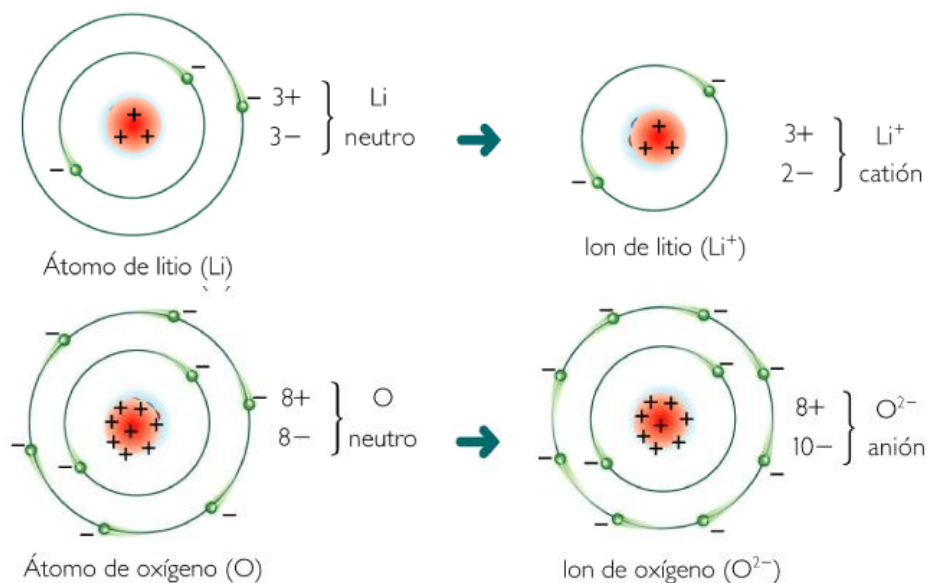 3+
3−
Li
neutro
3+
2−
Li⁺
catión
Átomo de litio (Li)
Ion de litio (Li⁺)
8+
8−
O
neutro
8+
10−
O²⁻
anión
Átomo de oxígeno (O)
Ion de oxígeno (O²⁻)